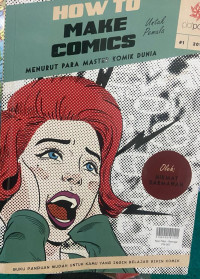 HOW TO
MAKE
COMICS
Untuk
Pemula
MENURUT PARA MASTER KOMIK DUNIA
#1
Oleh
BUKU PANDUAN MUDAH UNTUK KAMU YANG INGIN BELAJAR BIKIN KOMIK